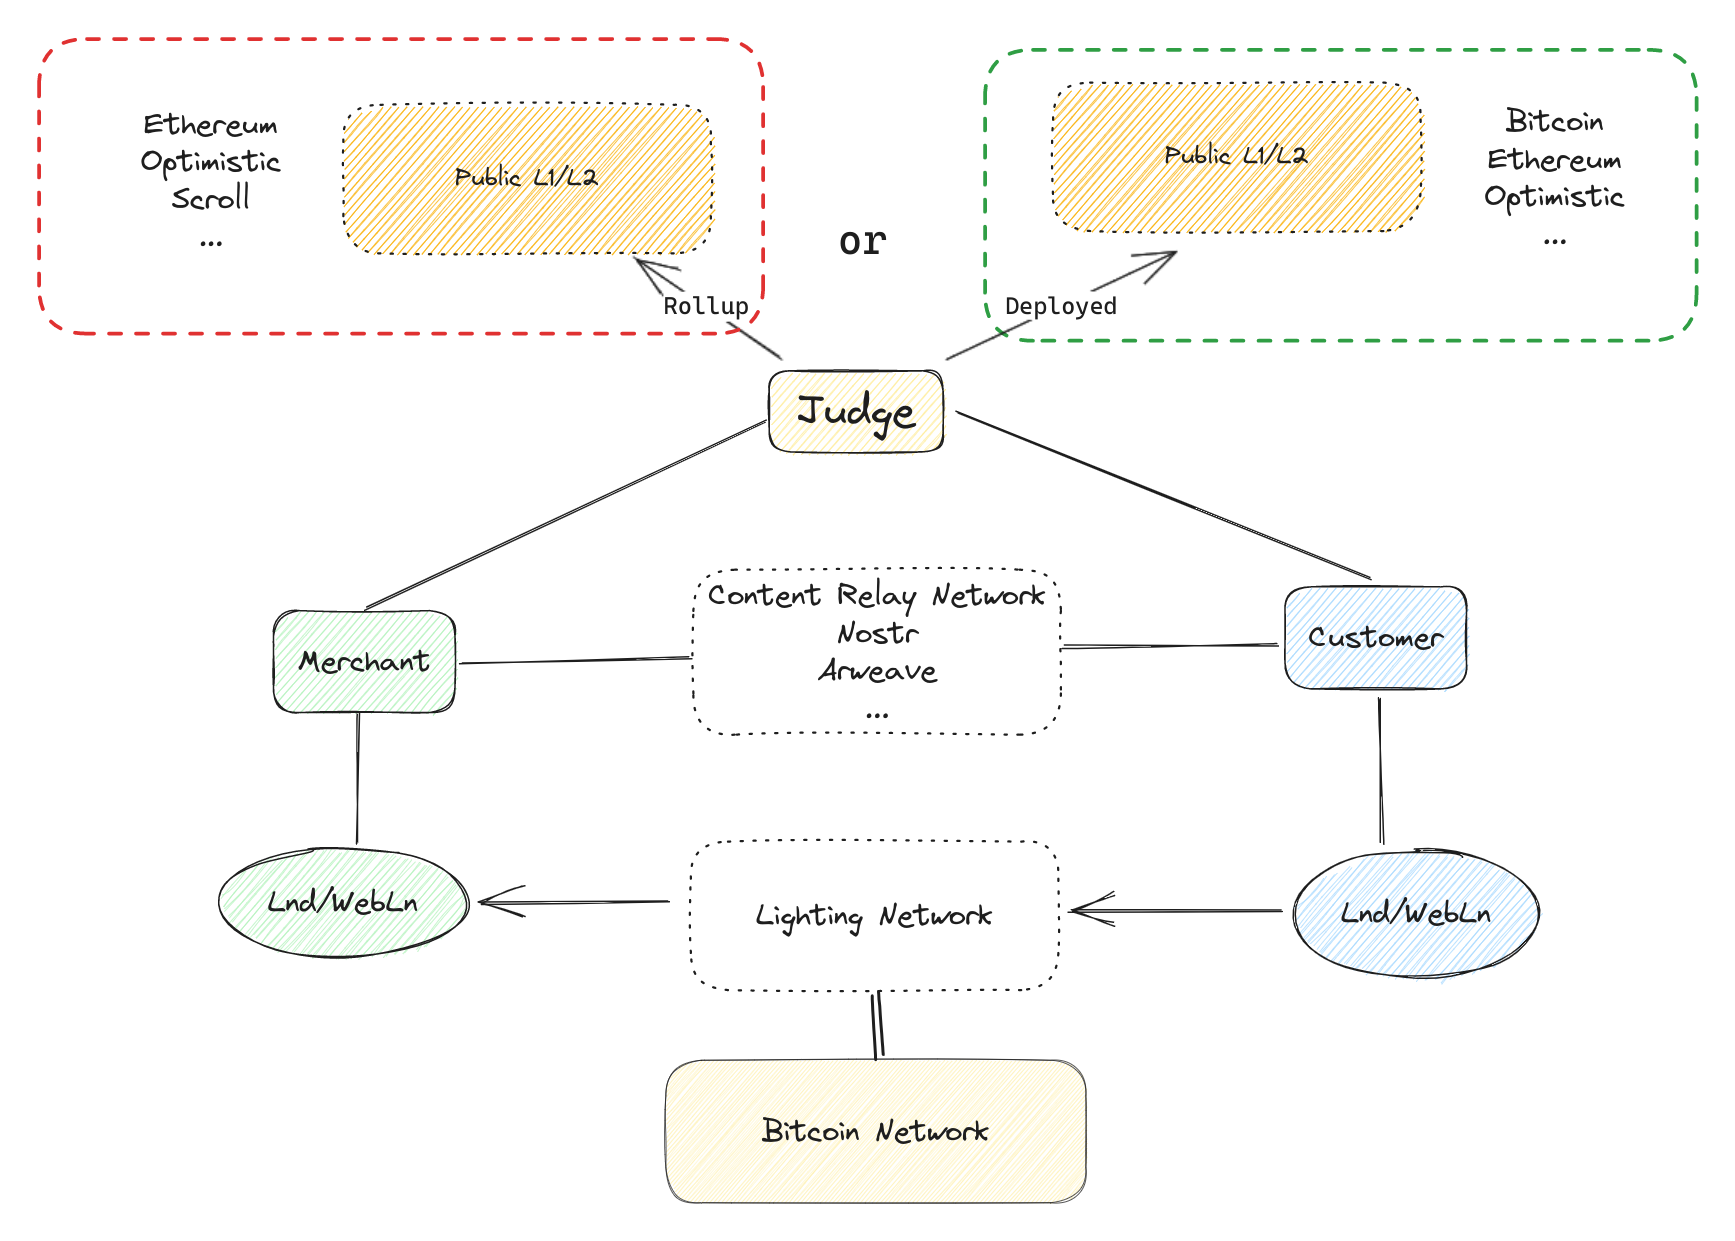 Ethereum
Optimistic
Scroll
...
Public L1/L2
or
Public L1/L2
Bitcoin
Ethereum
Optimistic
...
Rollup
Deployed
Judge
Merchant
Content Relay Network
Nostr
Arweave
...
Customer
Lnd/WebLn
Lighting Network
Lnd/WebLn
Bitcoin Network